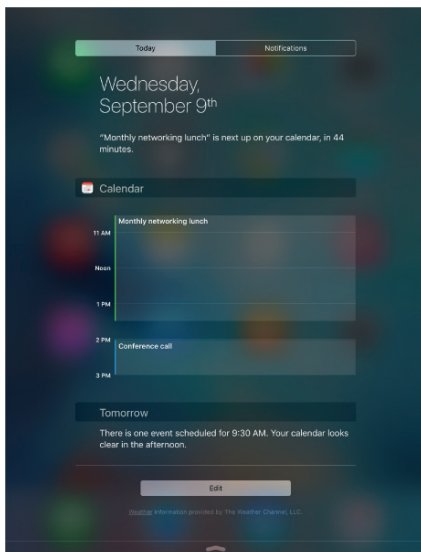 Today
Notifications
Wednesday,
September 9th
"Monthly networking lunch" is next up on your calendar, in 44
minutes.
Calendar
Monthly networking lunch
11 AM
Noon
1 PM
2 PM
Conference call
3 PM
Tomorrow
There is one event scheduled for 9:30 AM. Your calendar looks
clear in the afternoon.
Edit
Weather information provided by The Weather Channel, LLC.